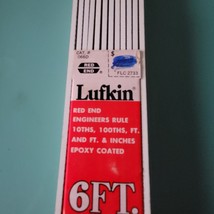 CAT. #
$
RED
END
Lufkin®
RED END
ENGINEERS RULE
10THS, 100THS, FT.
AND FT. & INCHES
EPOXY COATED
6FT.